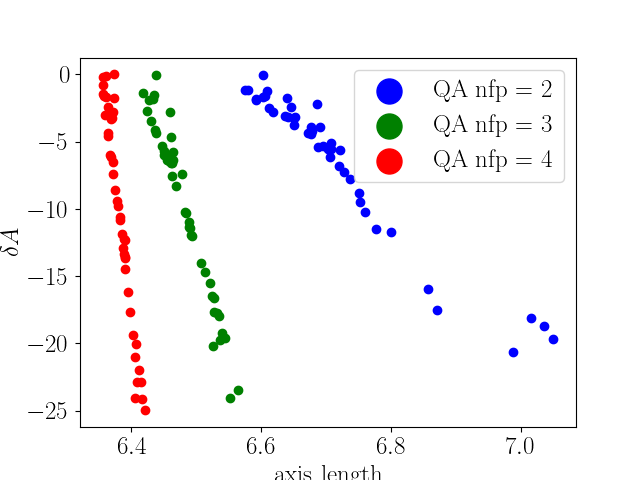 0
−5
−10
−15
−20
−25
δA
6.4
6.6
6.8
7.0
axis length
QA nfp = 2
QA nfp = 3
QA nfp = 4